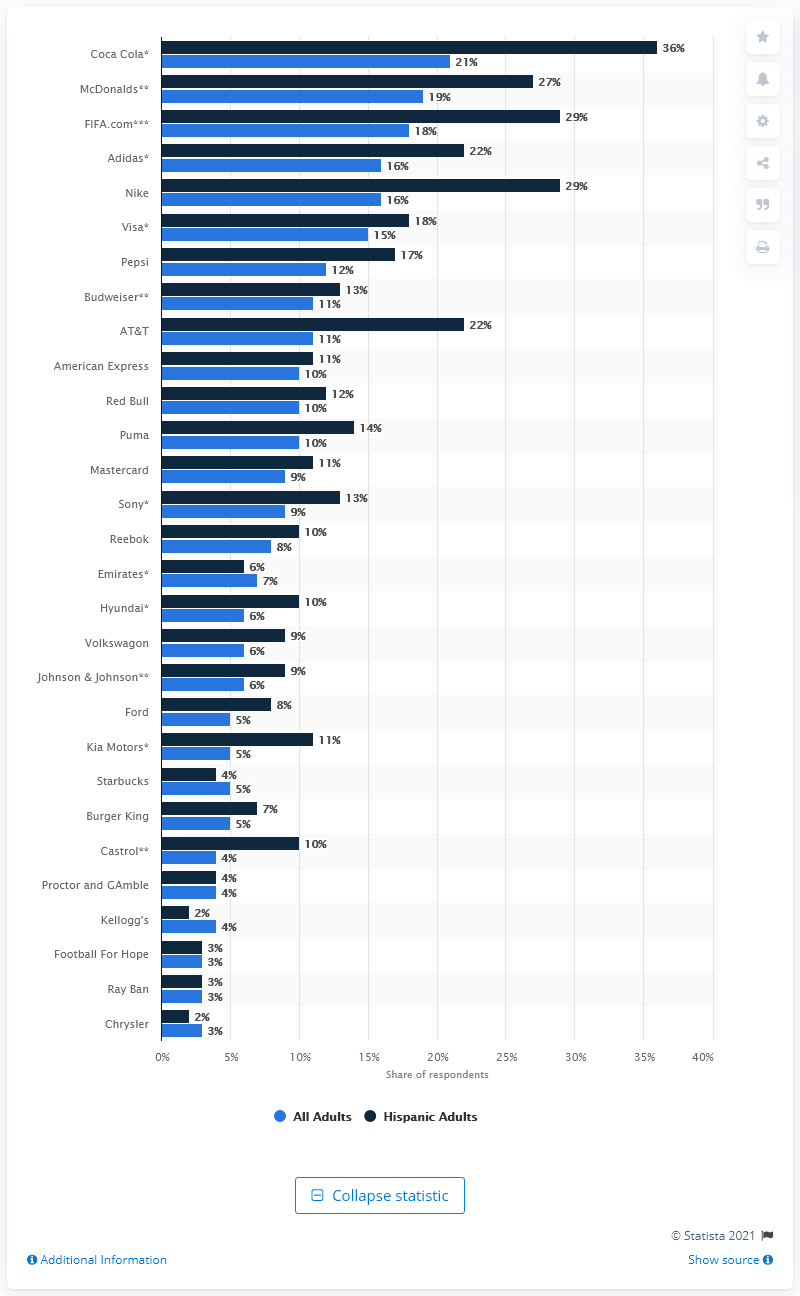 Coca Cola* 36%
21%
McDonalds** 27%
19%
FIFA.com*** 29%
18%
Adidas* 22%
16%
Nike 29%
16%
Visa* 18%
15%
Pepsi 17%
12%
Budweiser** 13%
11%
AT&T 22%
11%
American Express 11%
10%
Red Bull 12%
10%
Puma 14%
10%
Mastercard 11%
9%
Sony* 13%
9%
Reebok 10%
8%
Emirates* 6%
7%
Hyundai* 10%
6%
Volkswagon 9%
6%
Johnson & Johnson** 9%
6%
Ford 8%
5%
Kia Motors* 11%
5%
Starbucks 4%
5%
Burger King 7%
5%
Castrol** 10%
4%
Proctor and GAmble 4%
4%
Kellogg's 2%
4%
Football For Hope 3%
3%
Ray Ban 3%
3%
Chrysler 2%
3%
0% 5% 10% 15% 20% 25% 30% 35% 40%
Share of respondents
All Adults Hispanic Adults
Collapse statistic
© Statista 2021
Additional Information Show source